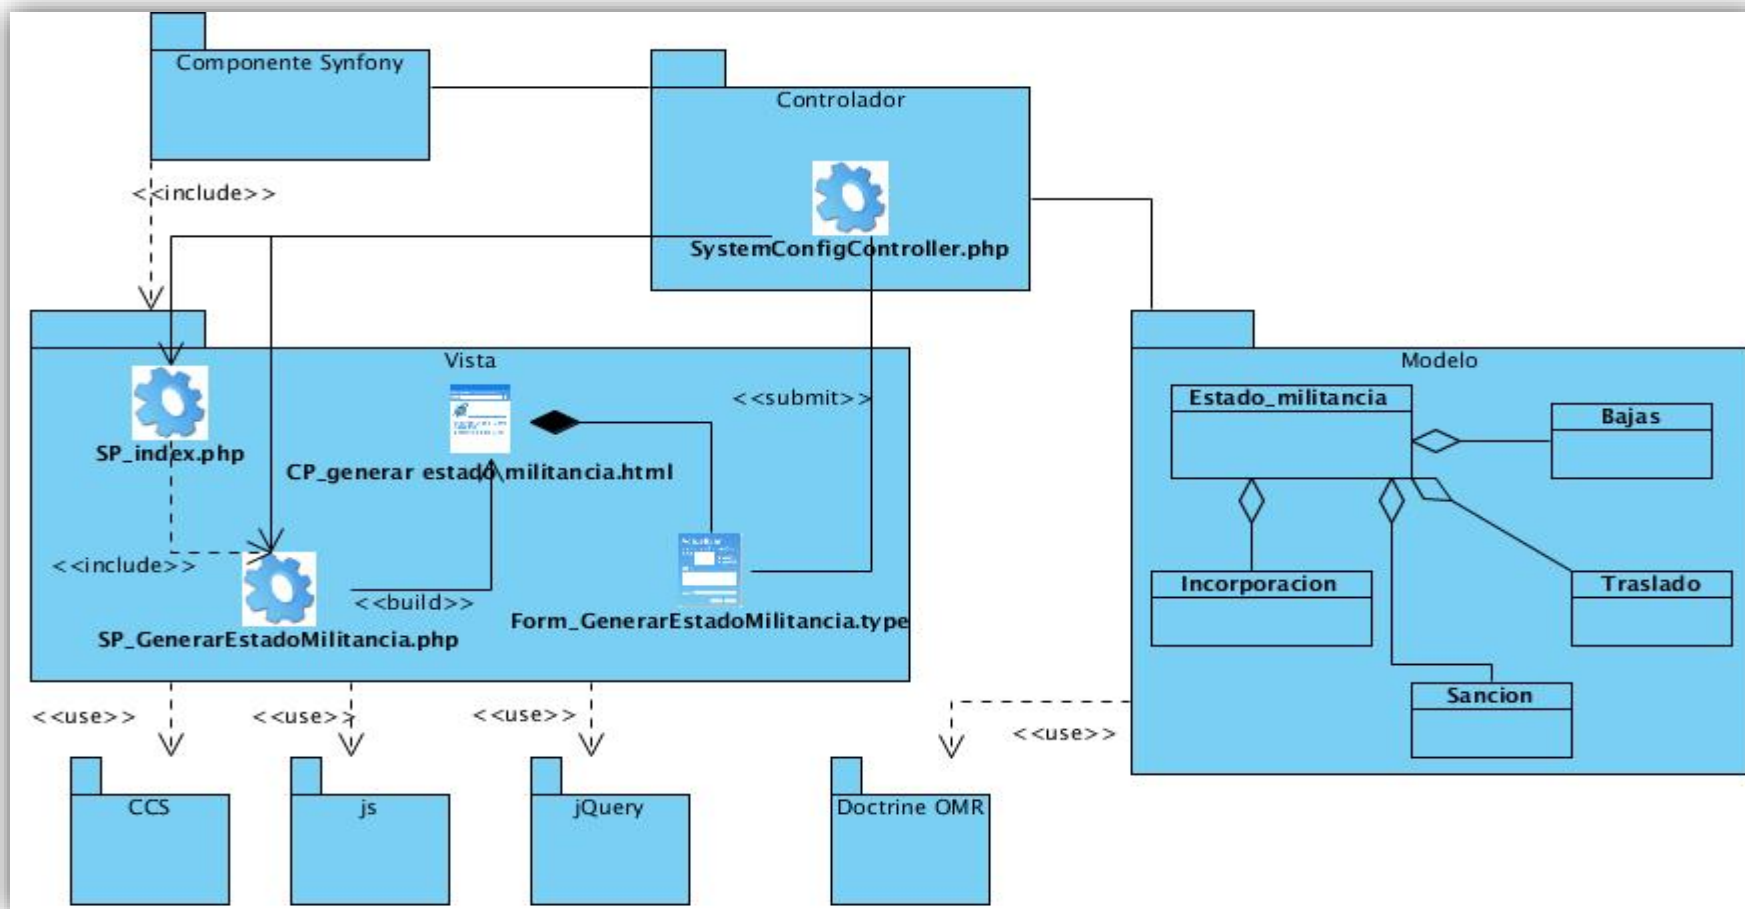 Componente Synfony
Controlador
<<include>>
SystemConfigController.php
Vista
Modelo
<<submit>>
Estado_militancia
Bajas
SP_index.php
CP_generar estado militancia.html
<<include>>
<<build>>
Incorporacion
Traslado
SP_GenerarEstadoMilitancia.php
Form_GenerarEstadoMilitancia.type
Sancion
<<use>>
<<use>>
<<use>>
<<use>>
CCS
js
jQuery
Doctrine OMR